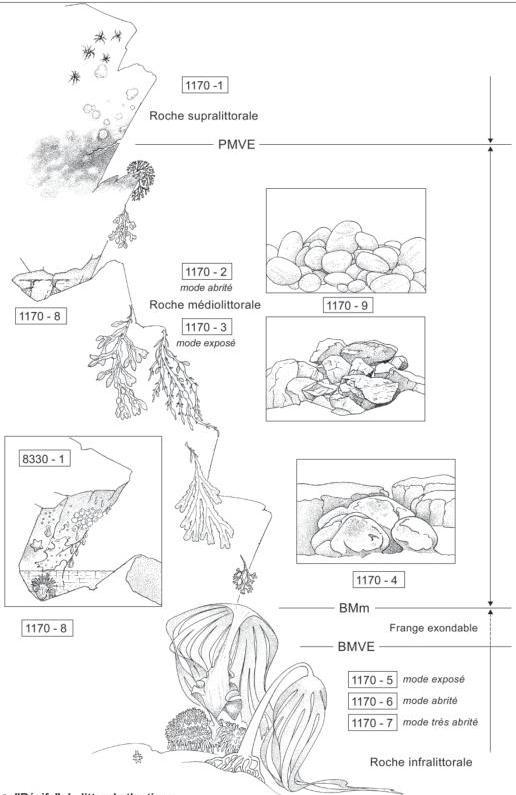 1170 -1
Roche supralittorale
PMVE
1170 - 2
mode abrité
Roche médiolittorale
1170 - 3
mode exposé
1170 - 9
1170 - 8
8330 - 1
1170 - 4
1170 - 8
BMm
Frange exondable
BMVE
1170 - 5 mode exposé
1170 - 6 mode abrité
1170 - 7 mode très abrité
Roche infralittorale